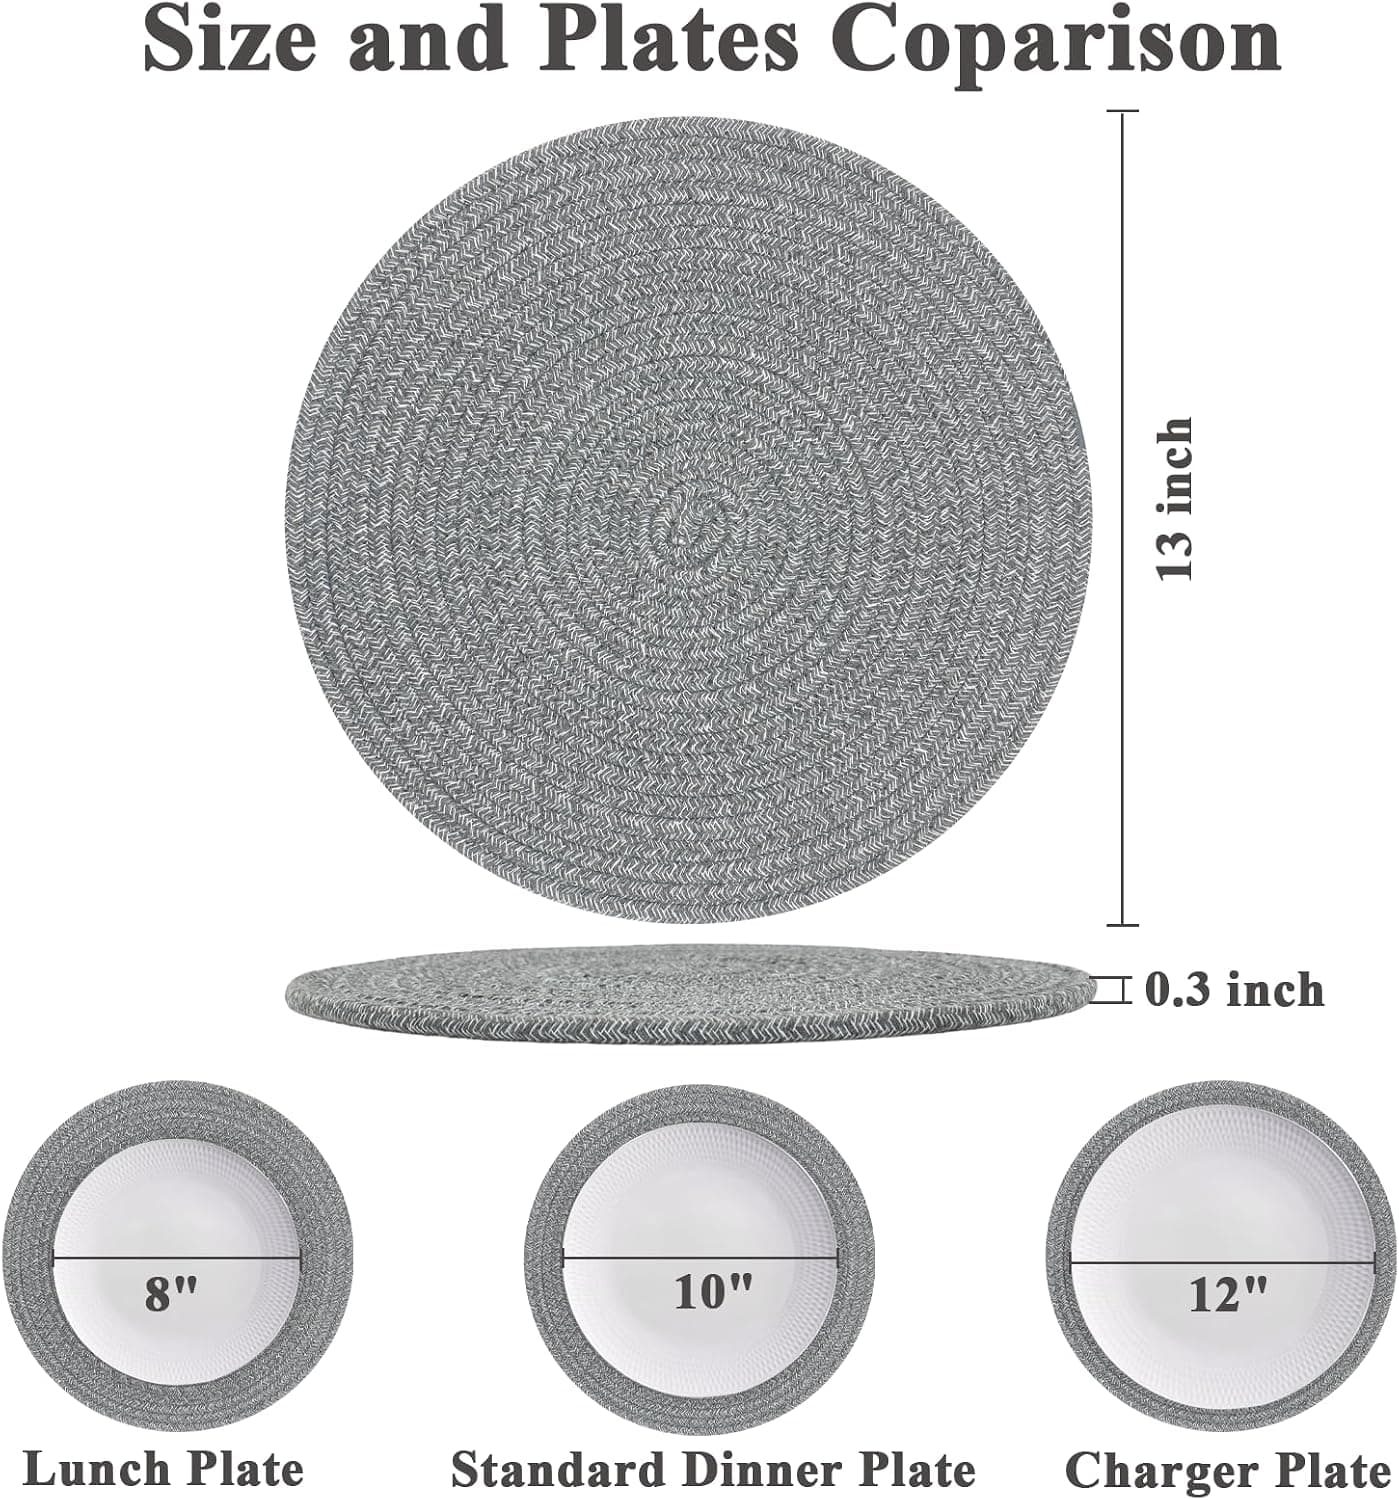 Size and Plates Coparison
13 inch
0.3 inch
8"
10"
12"
Lunch Plate
Standard Dinner Plate
Charger Plate